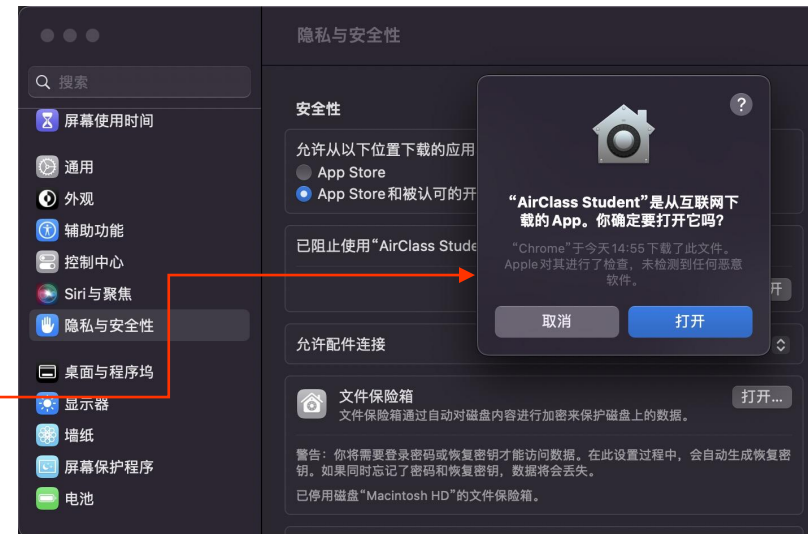 隐私与安全性
搜索
屏幕使用时间
通用
外观
辅助功能
控制中心
Siri与聚焦
隐私与安全性
桌面与程序坞
显示器
墙纸
屏幕保护程序
电池
安全性
允许从以下位置下载的应用
App Store
App Store和被认可的开
已阻止使用“AirClass Stude
开
允许配件连接
文件保险箱
打开...
文件保险箱通过自动对磁盘内容进行加密来保护磁盘上的数据。
警告：你将需要登录密码或恢复密钥才能访问数据。在此设置过程中，会自动生成恢复密
钥。如果同时忘记了密码和恢复密钥，数据将会丢失。
已停用磁盘“Macintosh HD”的文件保险箱。
?
“AirClass Student”是从互联网下
载的 App。你确定要打开它吗?
“Chrome”于今天14:55下载了此文件。
Apple对其进行了检查，未检测到任何恶意
软件。
取消
打开